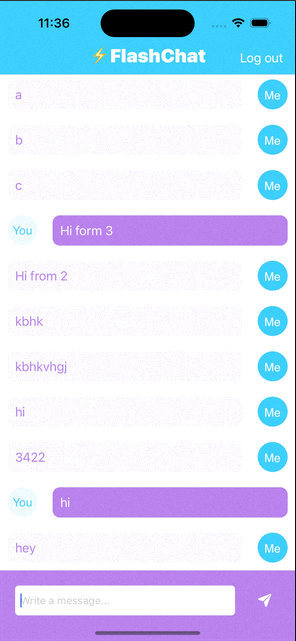 11:36
⚡FlashChat
Log out
a Me
b Me
c Me
You Hi form 3
Hi from 2 Me
kbhk Me
kbhkvhgj Me
hi Me
3422 Me
You hi
hey Me
Write a message...